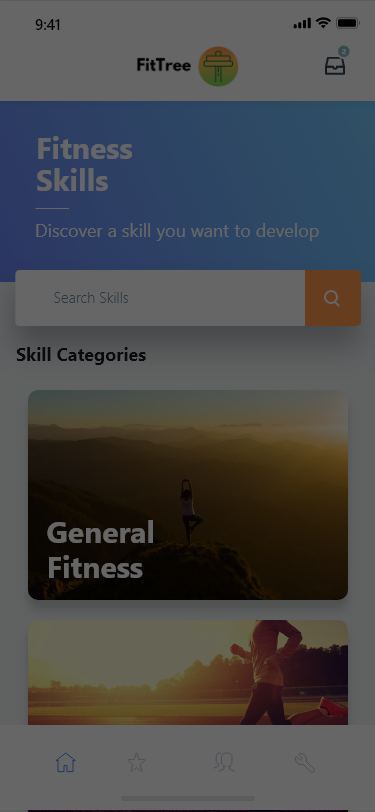 9:41
FitTree
2
Fitness
Skills
Discover a skill you want to develop
Search Skills
Skill Categories
General
Fitness